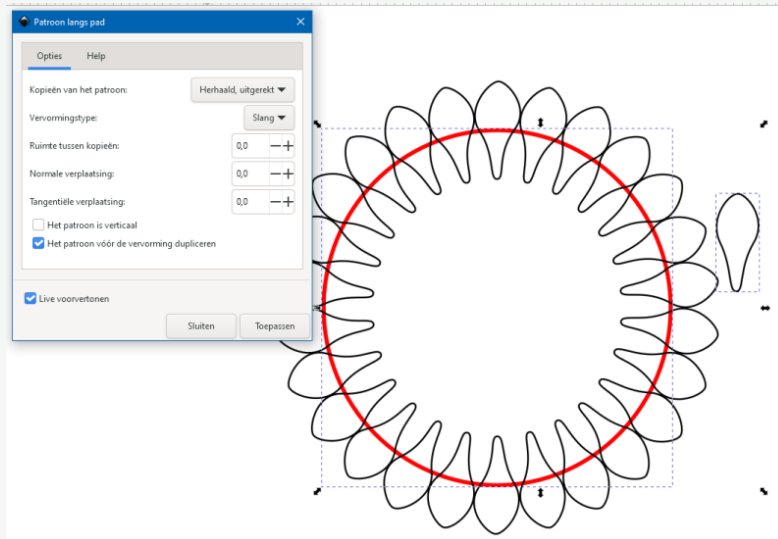 Patroon langs pad
Opties Help
Kopieën van het patroon: Herhaald, uitgerekt
Vervormingstype: Slang
Ruimte tussen kopieën: 0,0
Normale verplaatsing: 0,0
Tangentiële verplaatsing: 0,0
Het patroon is verticaal
Het patroon vóór de vervorming dupliceren
Live voorvertonen
Sluiten Toepassen